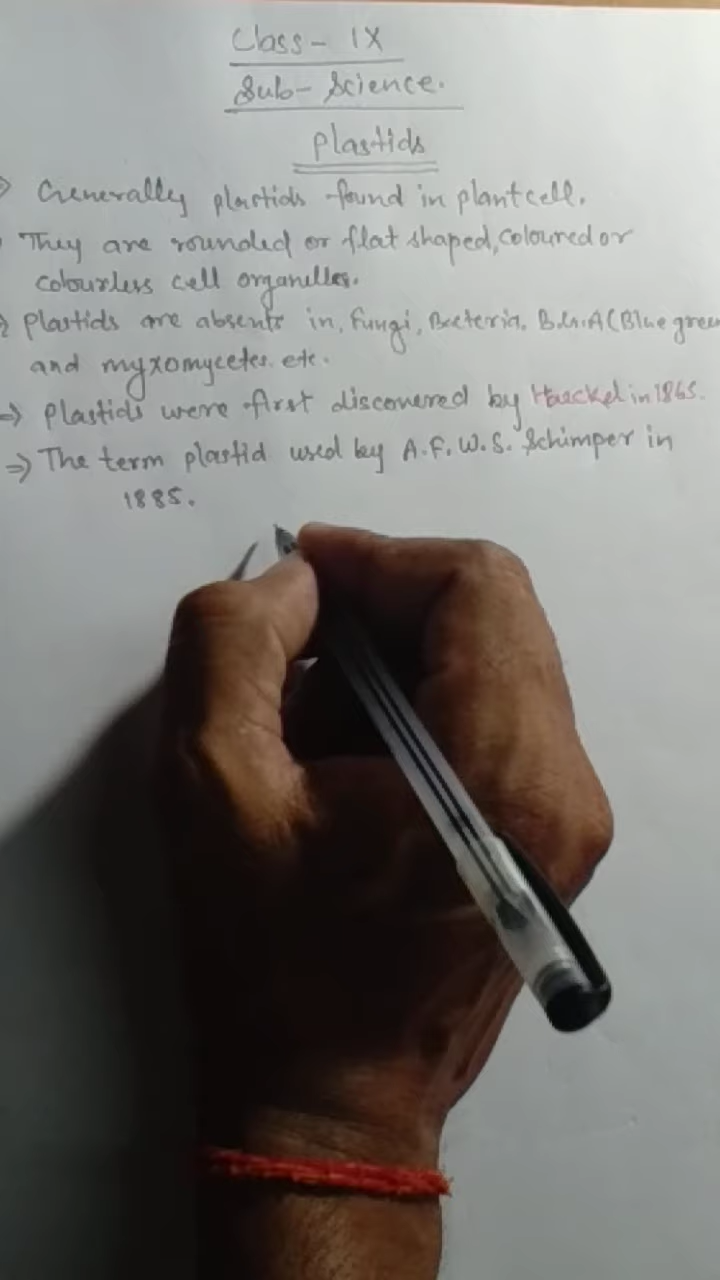 Class - IX
Sub - Science.
Plastids
Generally plastids found in plant cell.
They are rounded or flat shaped, coloured or
colourless cell organelles.
⇒ Plastids are absents in, Fungi, Bacteria, B.G.A (Blue green
and myxomycetes. etc.
⇒ Plastids were first discovered by Haeckel in 1865.
⇒ The term plastid used by A.F.W.S. Schimper in
1885.